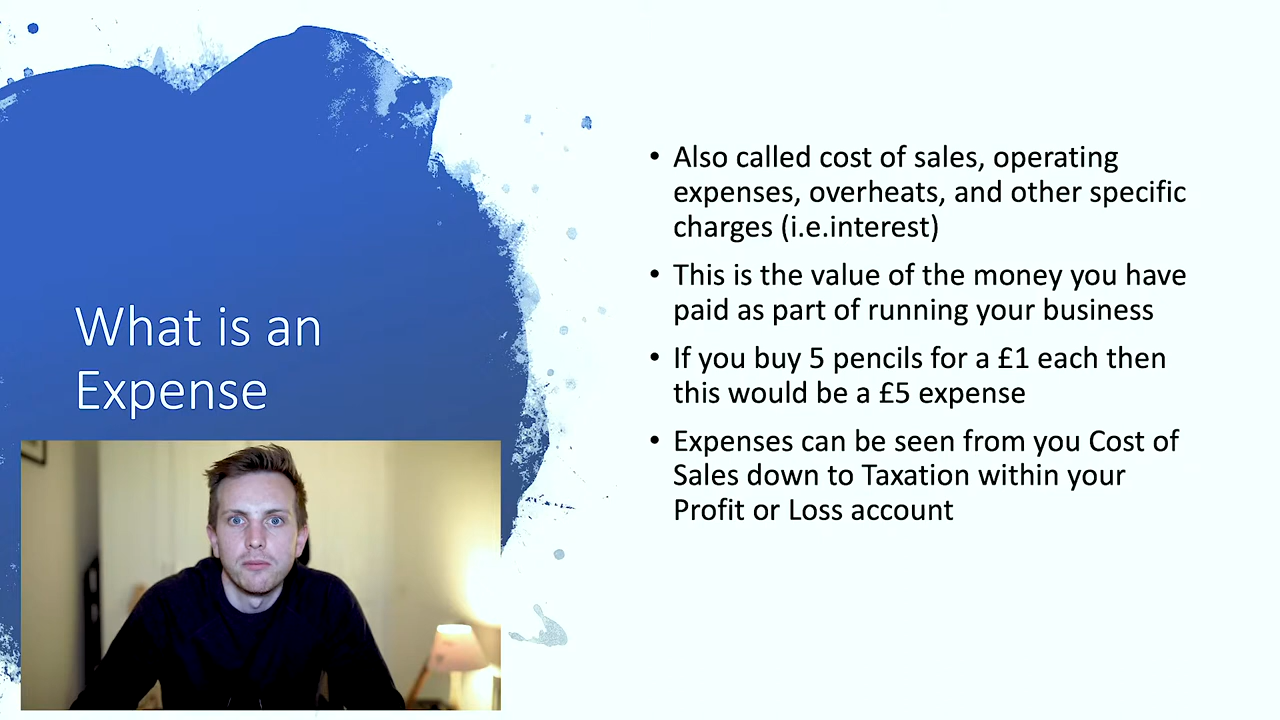 What is an
Expense
• Also called cost of sales, operating
expenses, overheats, and other specific
charges (i.e.interest)
• This is the value of the money you have
paid as part of running your business
• If you buy 5 pencils for a £1 each then
this would be a £5 expense
• Expenses can be seen from you Cost of
Sales down to Taxation within your
Profit or Loss account